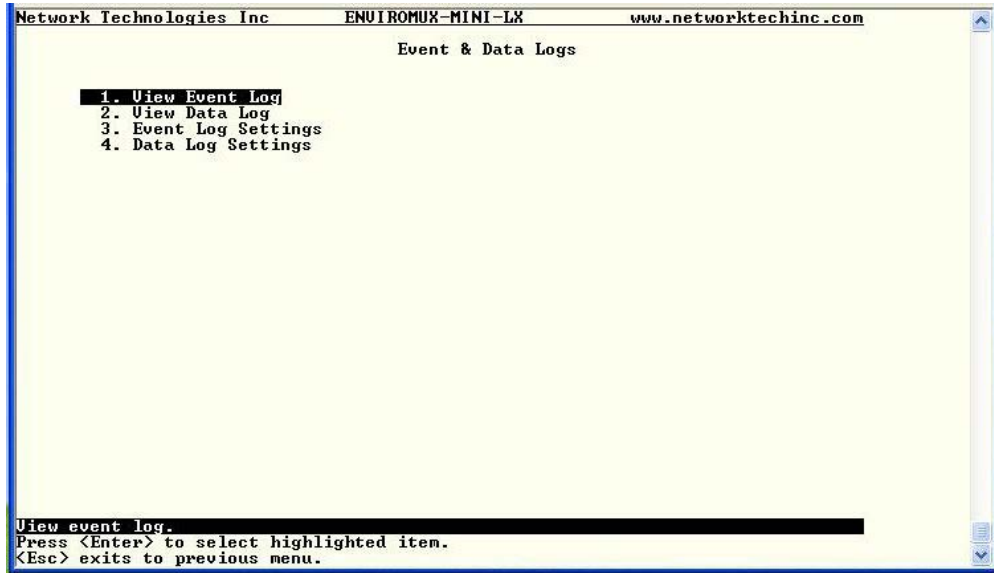 Network Technologies Inc ENVIROMUX-MINI-LX www.networktechinc.com
Event & Data Logs
1. View Event Log
2. View Data Log
3. Event Log Settings
4. Data Log Settings
View event log.
Press <Enter> to select highlighted item.
<Esc> exits to previous menu.